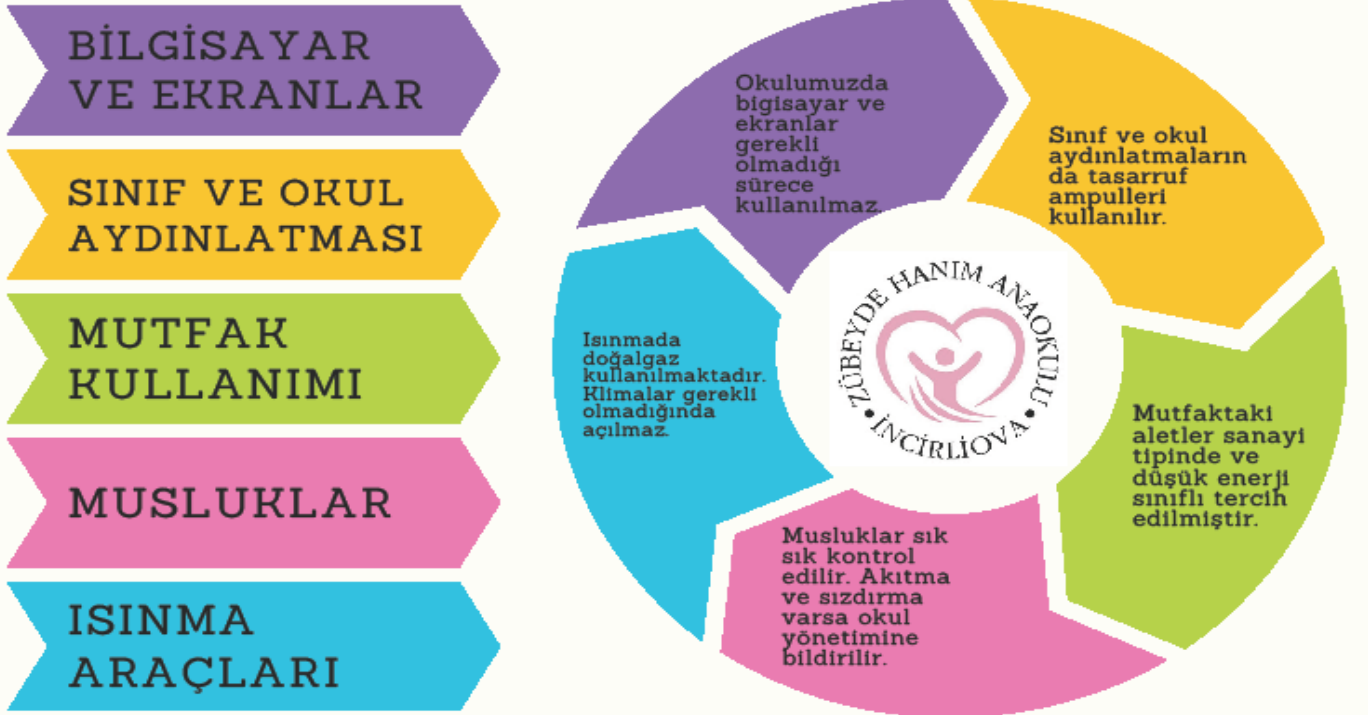 BİLGİSAYAR
VE EKRANLAR
SINIF VE OKUL
AYDINLATMASI
MUTFAK
KULLANIMI
MUSLUKLAR
ISINMA
ARAÇLARI
Okulumuzda
bigisayar ve
ekranlar
gerekli
olmadığı
sürece
kullanılmaz.
Sınıf ve okul
aydınlatmaların
da tasarruf
ampulleri
kullanılır.
Mutfaktaki
aletler sanayi
tipinde ve
düşük enerji
sınıflı tercih
edilmiştir.
Musluklar sık
sık kontrol
edilir. Akıtma
ve sızdırma
varsa okul
yönetimine
bildirilir.
Isınmada
doğalgaz
kullanılmaktadır.
Klimalar gerekli
olmadığında
açılmaz.
ZÜBEYDE HANIM ANAOKULU
• İNCİRLİOVA •